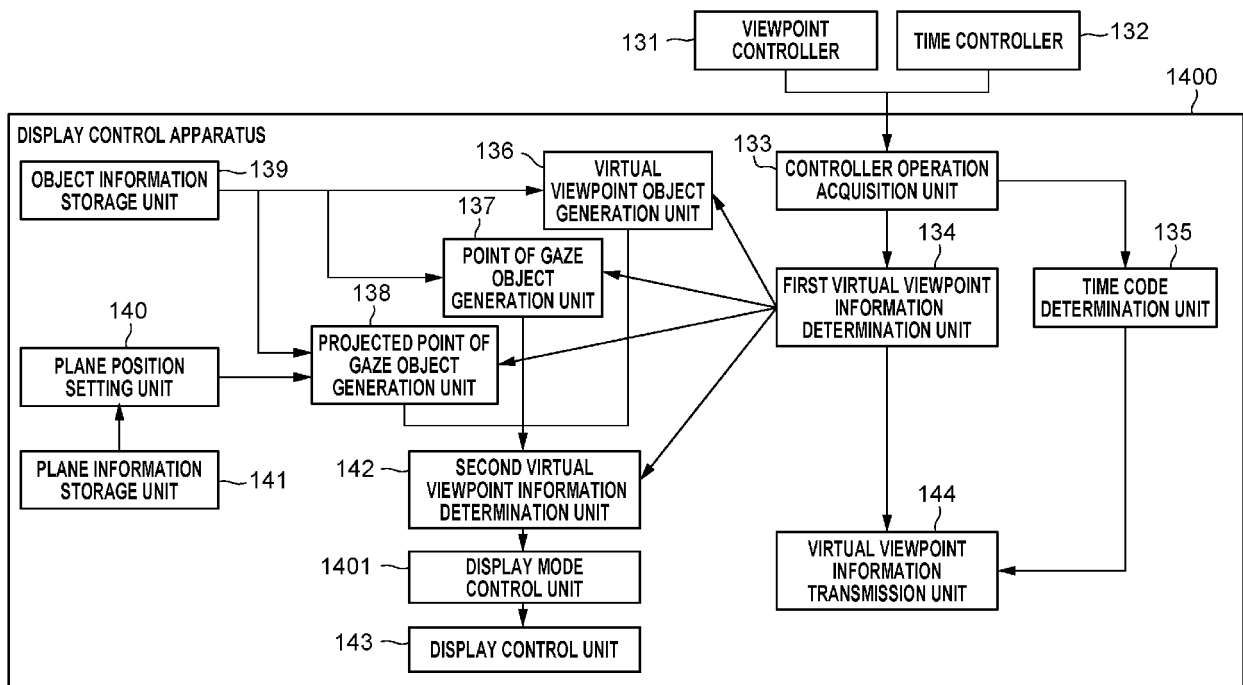 131
VIEWPOINT
CONTROLLER
TIME CONTROLLER
132
1400
DISPLAY CONTROL APPARATUS
OBJECT INFORMATION
STORAGE UNIT
139
136
VIRTUAL
VIEWPOINT OBJECT
GENERATION UNIT
133
CONTROLLER OPERATION
ACQUISITION UNIT
137
POINT OF GAZE
OBJECT
GENERATION UNIT
134
FIRST VIRTUAL VIEWPOINT
INFORMATION
DETERMINATION UNIT
135
TIME CODE
DETERMINATION UNIT
138
PROJECTED POINT OF
GAZE OBJECT
GENERATION UNIT
140
PLANE POSITION
SETTING UNIT
PLANE INFORMATION
STORAGE UNIT
141
142
SECOND VIRTUAL
VIEWPOINT INFORMATION
DETERMINATION UNIT
144
VIRTUAL VIEWPOINT
INFORMATION
TRANSMISSION UNIT
1401
DISPLAY MODE
CONTROL UNIT
143
DISPLAY CONTROL UNIT